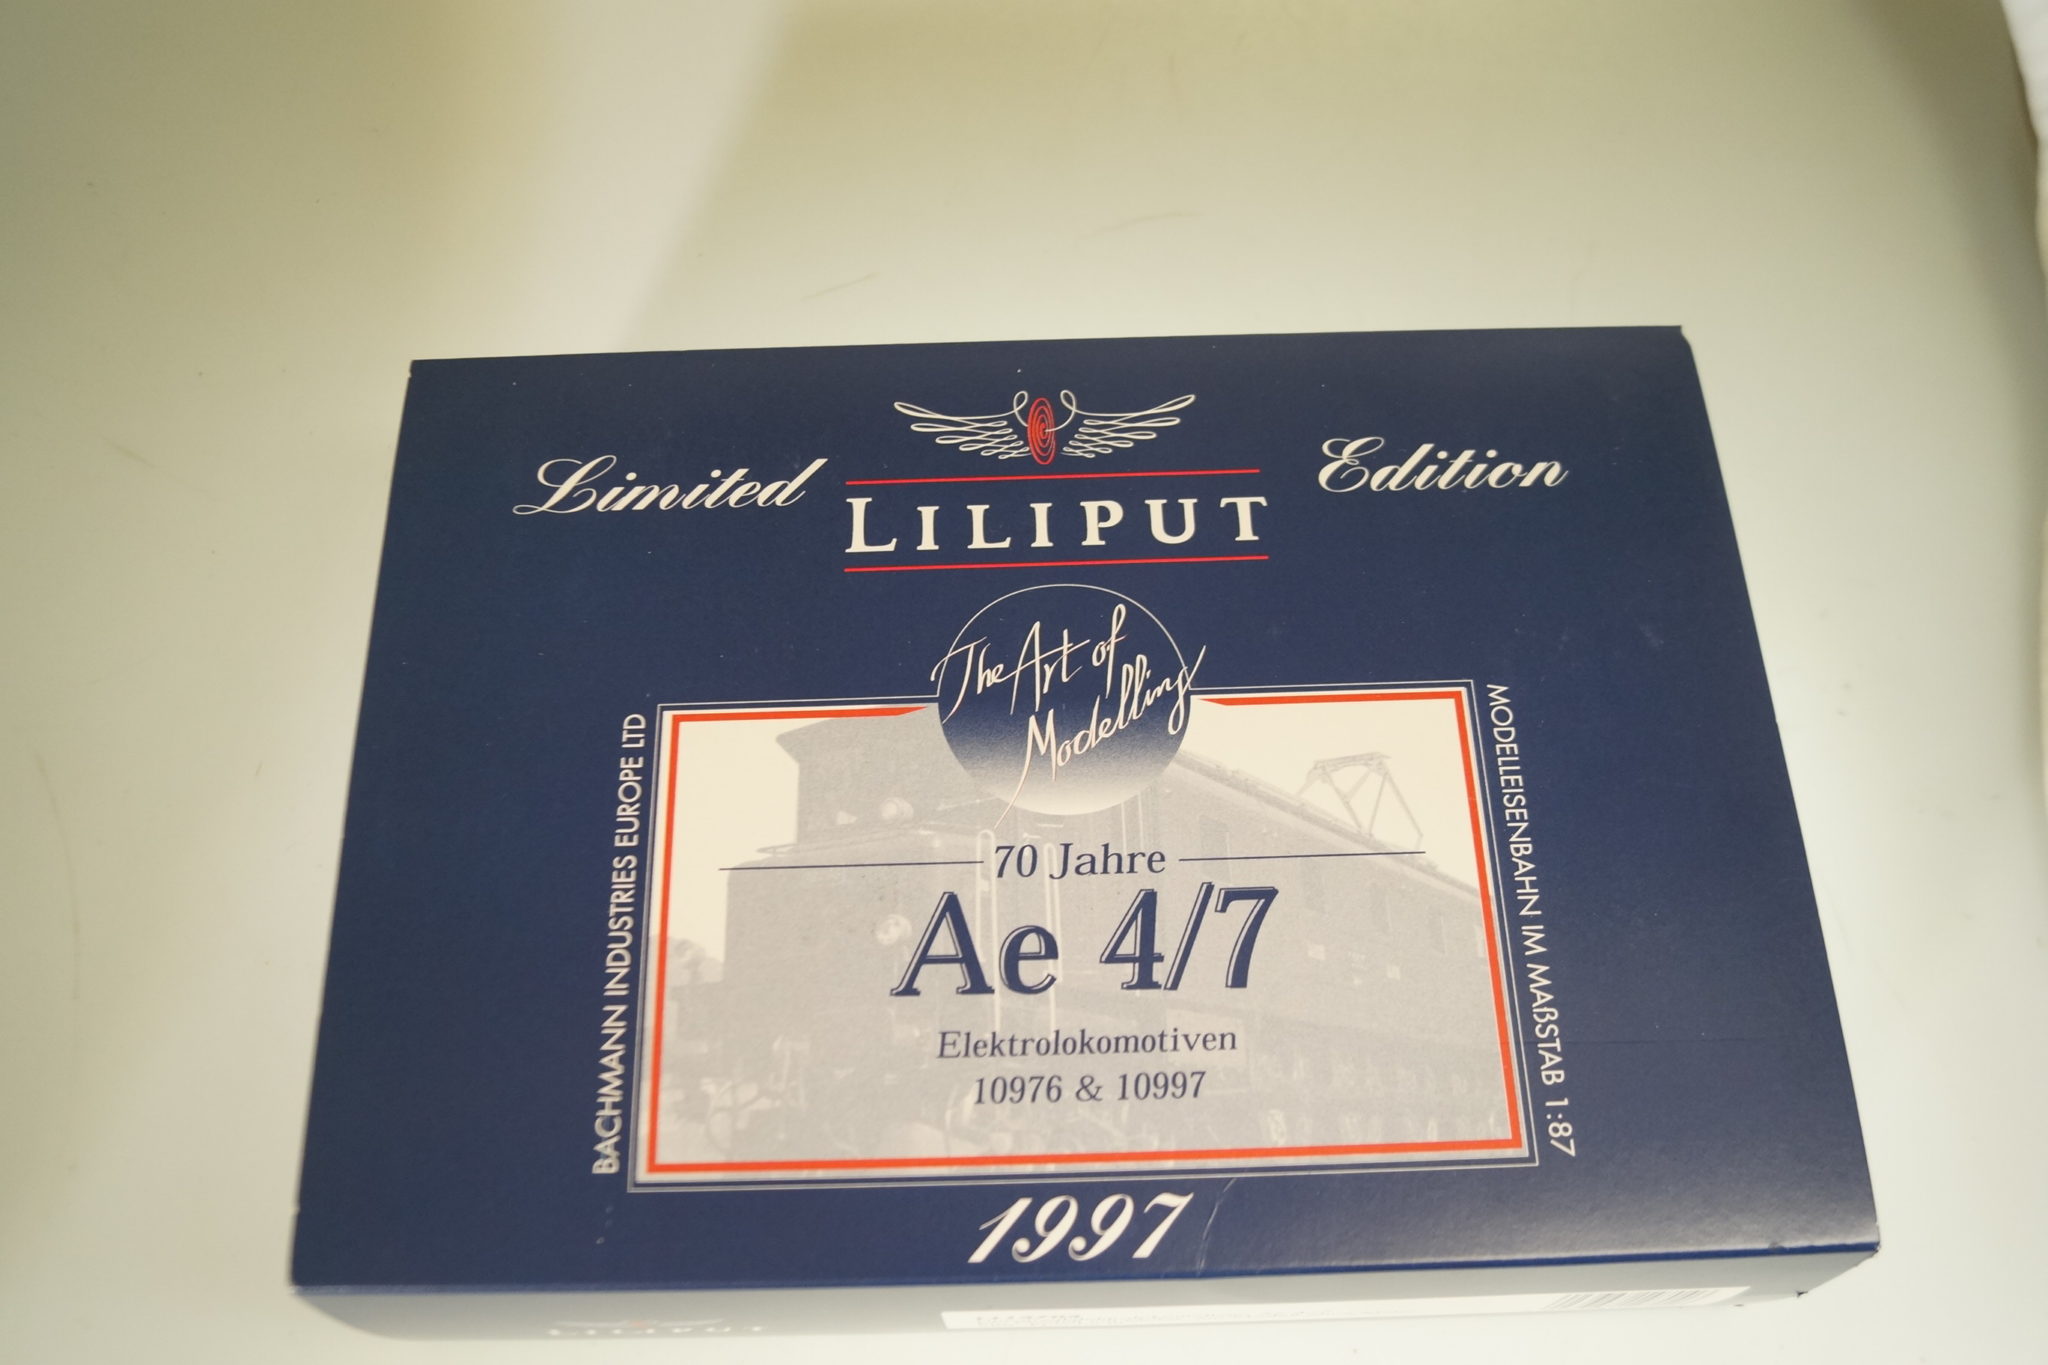 Limited
Edition
LILIPUT
The Art of
Modelling
BACHMANN INDUSTRIES EUROPE LTD
MODELLEISENBAHN IM MAßSTAB 1:87
70 Jahre
Ae 4/7
Elektrolokomotiven
10976 & 10997
1997
LILIPUT